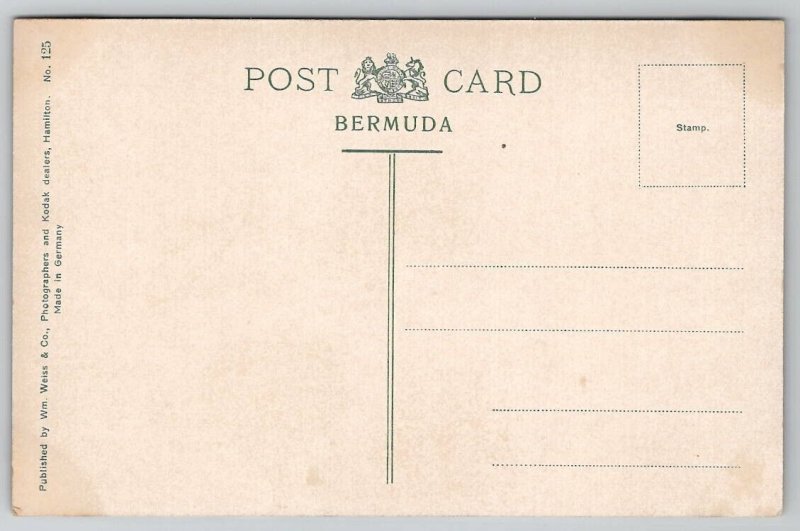 POST CARD
BERMUDA
Stamp.
Published by Wm. Weiss & Co., Photographers and Kodak dealers, Hamilton. No. 125
Made in Germany